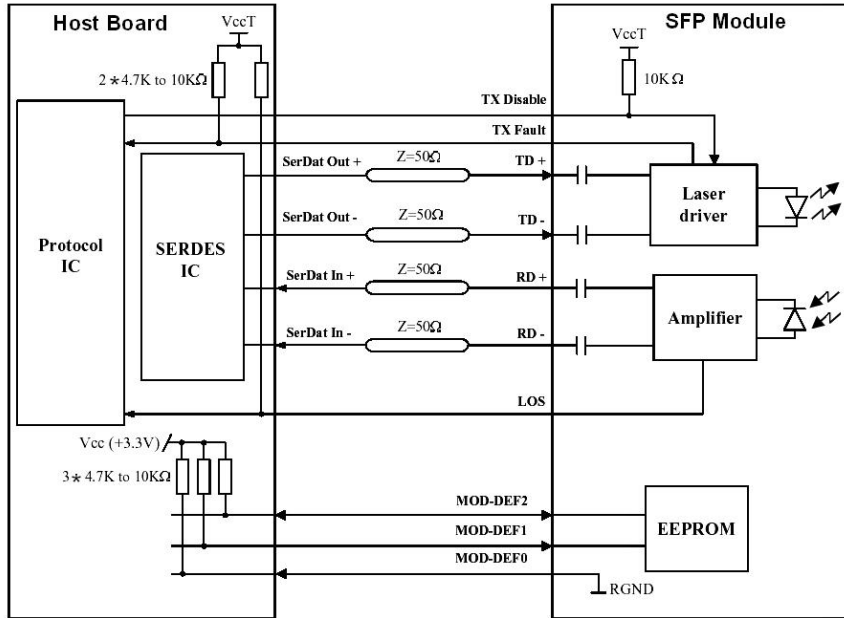 Host Board
SFP Module
VccT
VccT
2 * 4.7K to 10KΩ
10K Ω
TX Disable
TX Fault
SerDat Out +
Z=50Ω
TD +
Laser driver
SerDat Out -
Z=50Ω
TD -
Protocol IC
SERDES IC
SerDat In +
Z=50Ω
RD +
Amplifier
SerDat In -
Z=50Ω
RD -
LOS
Vcc (+3.3V)
3 * 4.7K to 10KΩ
MOD-DEF2
EEPROM
MOD-DEF1
MOD-DEF0
RGND